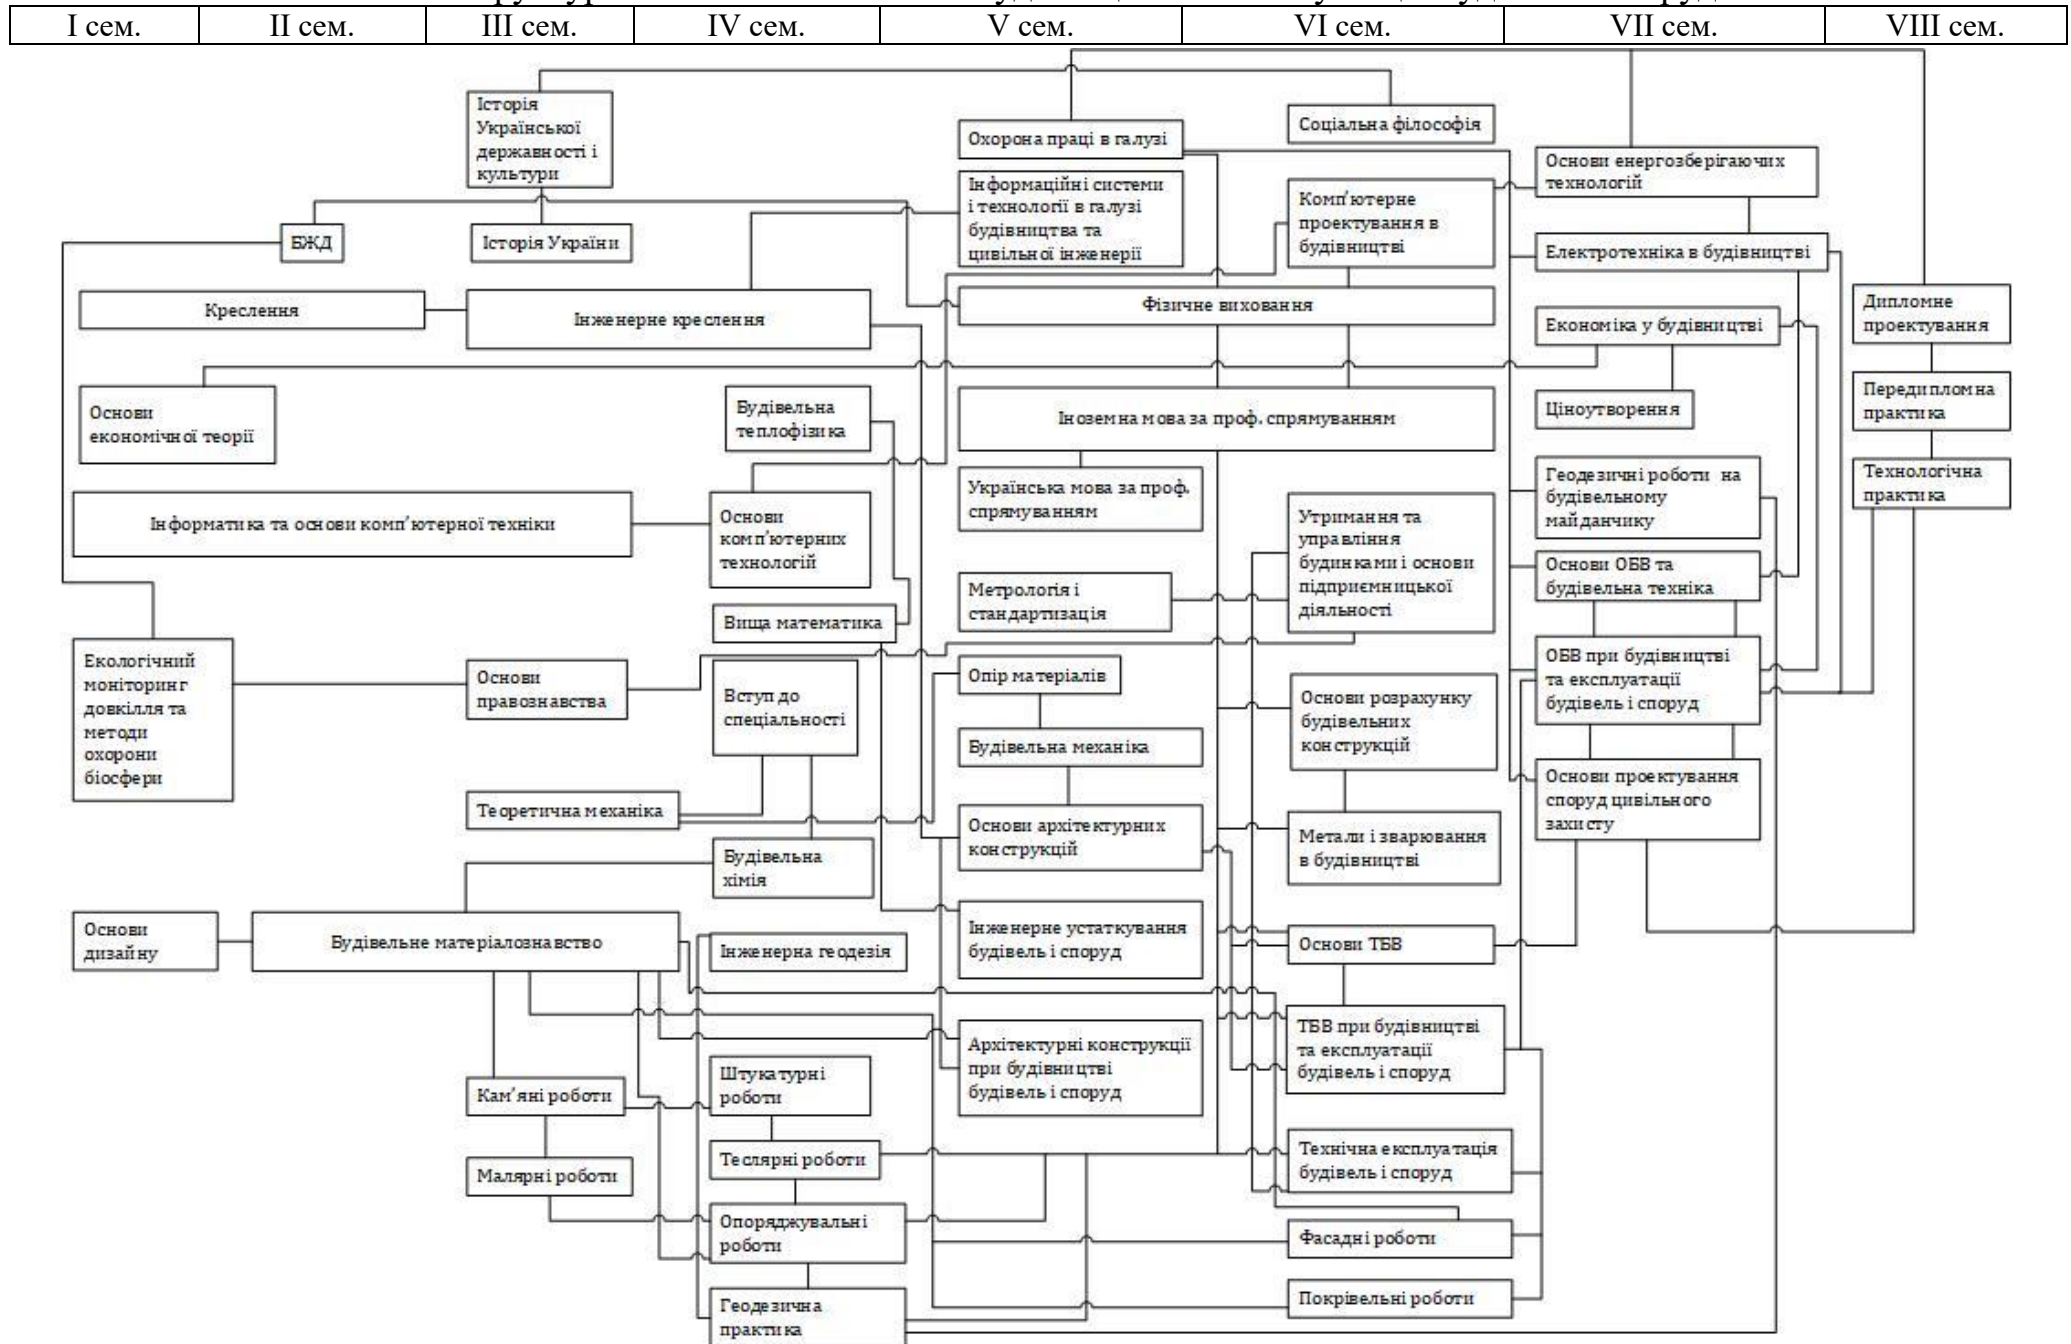 I сем.
II сем.
III сем.
IV сем.
V сем.
VI сем.
VII сем.
VIII сем.
Історія
Української
державності і
культури
Охорона праці в галузі
Соціальна філософія
Основи енергозберігаючих
технологій
Інформаційні системи
і технології в галузі
будівництва та
цивільної інженерії
Комп'ютерне
проектування в
будівництві
БЖД
Історія України
Електротехніка в будівництві
Креслення
Інженерне креслення
Фізичне виховання
Економіка у будівництві
Дипломне
проектування
Основи
економічної теорії
Будівельна
теплофізика
Іноземна мова за проф. спрямуванням
Ціноутворення
Передипломна
практика
Українська мова за проф.
спрямуванням
Геодезичні роботи на
будівельному
майданчику
Технологічна
практика
Інформатика та основи комп'ютерної техніки
Основи
комп'ютерних
технологій
Утримання та
управління
будинками і основи
підприємницької
діяльності
Основи ОБВ та
будівельна техніка
Метрологія і
стандартизація
Вища математика
Екологічний
моніторинг
довкілля та
методи
охорони
біосфери
Основи
правознавства
Вступ до
спеціальності
Опір матеріалів
Основи розрахунку
будівельних
конструкцій
ОБВ при будівництві
та експлуатації
будівель і споруд
Будівельна механіка
Основи проектування
споруд цивільного
захисту
Теоретична механіка
Основи архітектурних
конструкцій
Метали і зварювання
в будівництві
Будівельна
хімія
Основи
дизайну
Будівельне матеріалознавство
Інженерна геодезія
Інженерне устаткування
будівель і споруд
Основи ТБВ
Архітектурні конструкції
при будівництві
будівель і споруд
ТБВ при будівництві
та експлуатації
будівель і споруд
Кам'яні роботи
Штукатурні
роботи
Малярні роботи
Теслярні роботи
Технічна експлуатація
будівель і споруд
Опоряджувальні
роботи
Фасадні роботи
Геодезична
практика
Покрівельні роботи